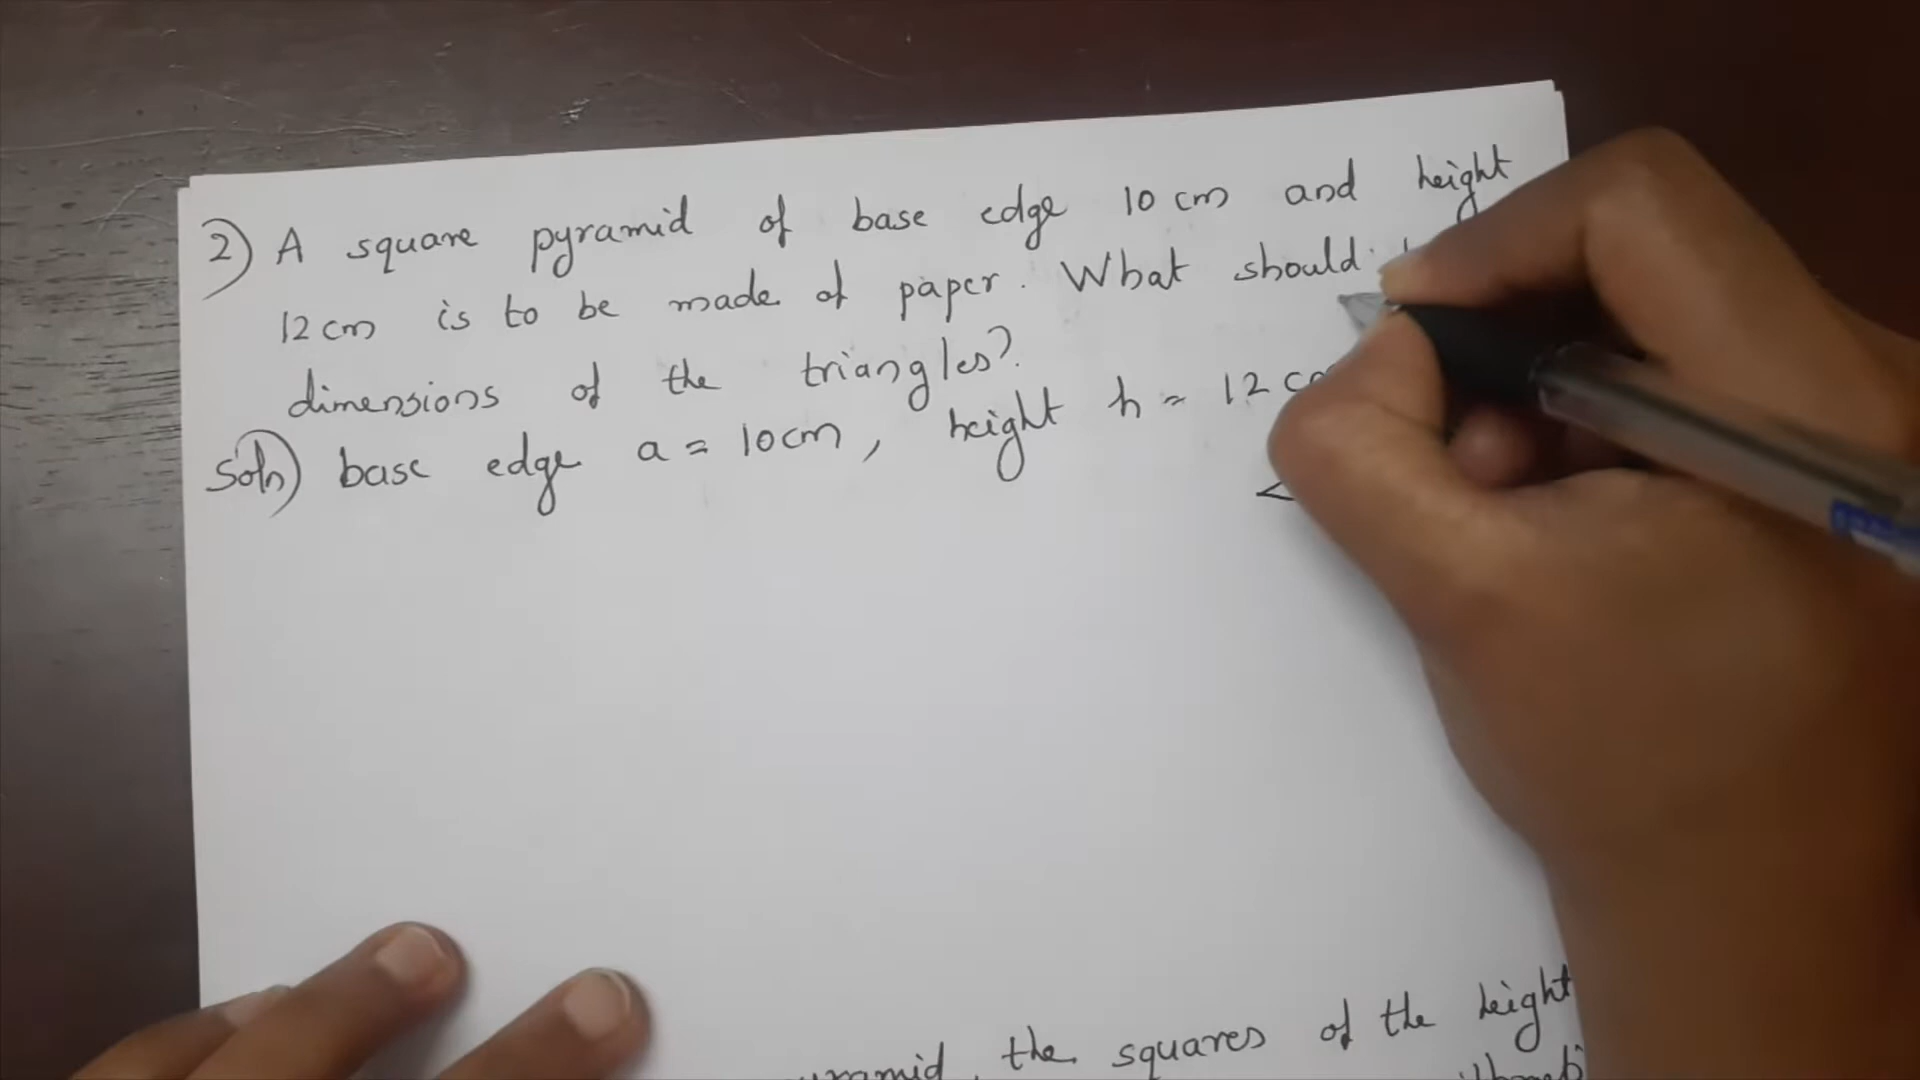 2) A square pyramid of base edge 10 cm and height
12 cm is to be made of paper. What should
dimensions of the triangles?
Soln) base edge a = 10cm, height h = 12
the squares of the height